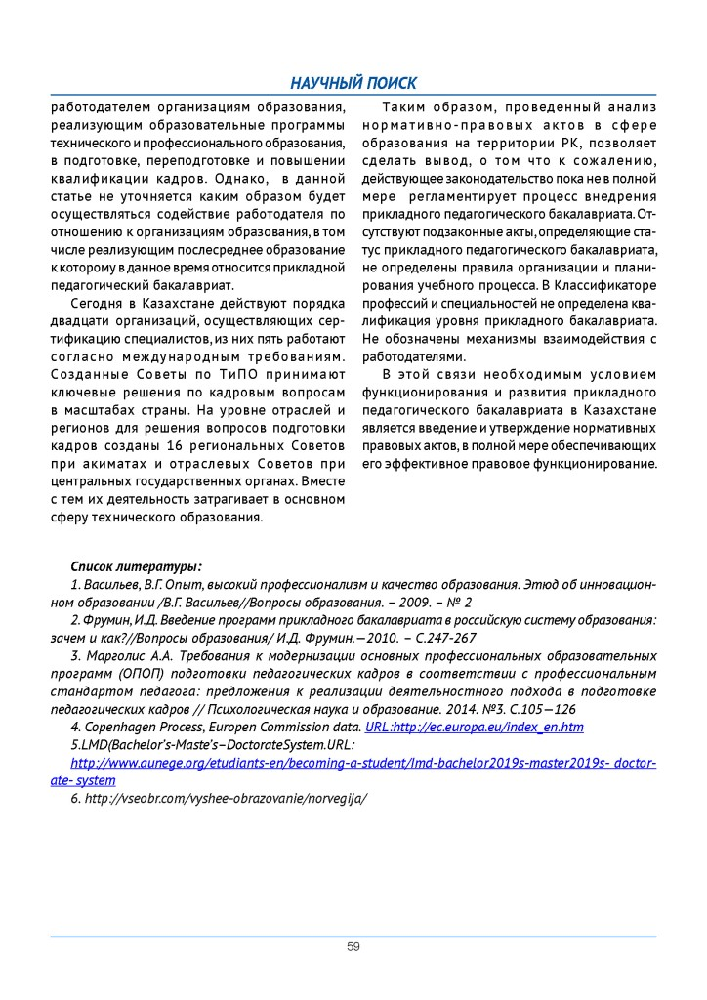 НАУЧНЫЙ ПОИСК
работодателем организациям образования,
реализующим образовательные программы
технического и профессионального образования,
в подготовке, переподготовке и повышении
квалификации кадров. Однако, в данной
статье не уточняется каким образом будет
осуществляться содействие работодателя по
отношению к организациям образования, в том
числе реализующим послесреднее образование
к которому в данное время относится прикладной
педагогический бакалавриат.
Сегодня в Казахстане действуют порядка
двадцати организаций, осуществляющих сер-
тификацию специалистов, из них пять работают
согласно международным требованиям.
Созданные Советы по ТиПО принимают
ключевые решения по кадровым вопросам
в масштабах страны. На уровне отраслей и
регионов для решения вопросов подготовки
кадров созданы 16 региональных Советов
при акиматах и отраслевых Советов при
центральных государственных органах. Вместе
с тем их деятельность затрагивает в основном
сферу технического образования.
Таким образом, проведенный анализ
нормативно-правовых актов в сфере
образования на территории РК, позволяет
сделать вывод, о том что к сожалению,
действующее законодательство пока не в полной
мере регламентирует процесс внедрения
прикладного педагогического бакалавриата. От-
сутствуют подзаконные акты, определяющие ста-
тус прикладного педагогического бакалавриата,
не определены правила организации и плани-
рования учебного процесса. В Классификаторе
профессий и специальностей не определена ква-
лификация уровня прикладного бакалавриата.
Не обозначены механизмы взаимодействия с
работодателями.
В этой связи необходимым условием
функционирования и развития прикладного
педагогического бакалавриата в Казахстане
является введение и утверждение нормативных
правовых актов, в полной мере обеспечивающих
его эффективное правовое функционирование.
Список литературы:
1. Васильев, В.Г. Опыт, высокий профессионализм и качество образования. Этюд об инновацион-
ном образовании /В.Г. Васильев//Вопросы образования. – 2009. – № 2
2. Фрумин, И.Д. Введение программ прикладного бакалавриата в российскую систему образования:
зачем и как?//Вопросы образования/ И.Д. Фрумин.—2010. – С.247-267
3. Марголис А.А. Требования к модернизации основных профессиональных образовательных
программ (ОПОП) подготовки педагогических кадров в соответствии с профессиональным
стандартом педагога: предложения к реализации деятельностного подхода в подготовке
педагогических кадров // Психологическая наука и образование. 2014. №3. С.105—126
4. Copenhagen Process, Europen Commission data. URL:http://ec.europa.eu/index_en.htm
5.LMD(Bachelor’s-Maste’s–DoctorateSystem.URL:
http://www.aunege.org/etudiants-en/becoming-a-student/lmd-bachelor2019s-master2019s- doctor-
ate- system
6. http://vseobr.com/vyshee-obrazovanie/norvegija/
59